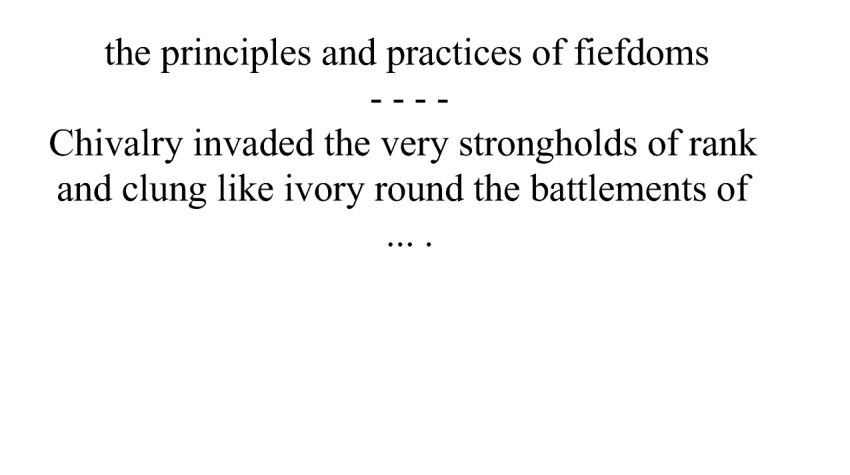 the principles and practices of fiefdoms
- - - -
Chivalry invaded the very strongholds of rank
and clung like ivory round the battlements of
... .